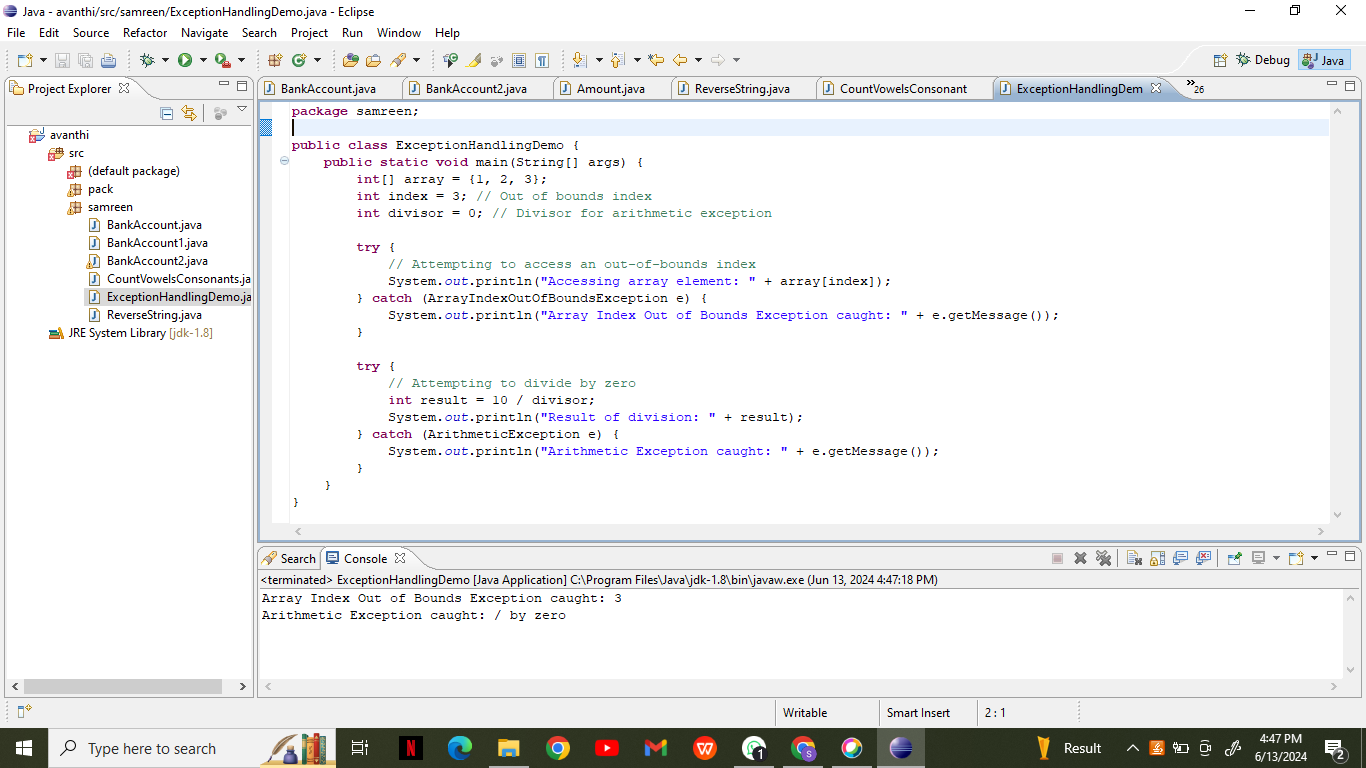 Java - avanthi/src/samreen/ExceptionHandlingDemo.java - Eclipse
File Edit Source Refactor Navigate Search Project Run Window Help
Debug Java
Project Explorer
BankAccount.java BankAccount2.java Amount.java ReverseString.java CountVowelsConsonant ExceptionHandlingDem »26
avanthi
src
(default package)
pack
samreen
BankAccount.java
BankAccount1.java
BankAccount2.java
CountVowelsConsonants.ja
ExceptionHandlingDemo.ja
ReverseString.java
JRE System Library [jdk-1.8]
package samreen;
public class ExceptionHandlingDemo {
public static void main(String[] args) {
int[] array = {1, 2, 3};
int index = 3; // Out of bounds index
int divisor = 0; // Divisor for arithmetic exception
try {
// Attempting to access an out-of-bounds index
System.out.println("Accessing array element: " + array[index]);
} catch (ArrayIndexOutOfBoundsException e) {
System.out.println("Array Index Out of Bounds Exception caught: " + e.getMessage());
}
try {
// Attempting to divide by zero
int result = 10 / divisor;
System.out.println("Result of division: " + result);
} catch (ArithmeticException e) {
System.out.println("Arithmetic Exception caught: " + e.getMessage());
}
}
}
Search Console
<terminated> ExceptionHandlingDemo [Java Application] C:\Program Files\Java\jdk-1.8\bin\javaw.exe (Jun 13, 2024 4:47:18 PM)
Array Index Out of Bounds Exception caught: 3
Arithmetic Exception caught: / by zero
Writable Smart Insert 2 : 1
Type here to search
Result
4:47 PM
6/13/2024
2